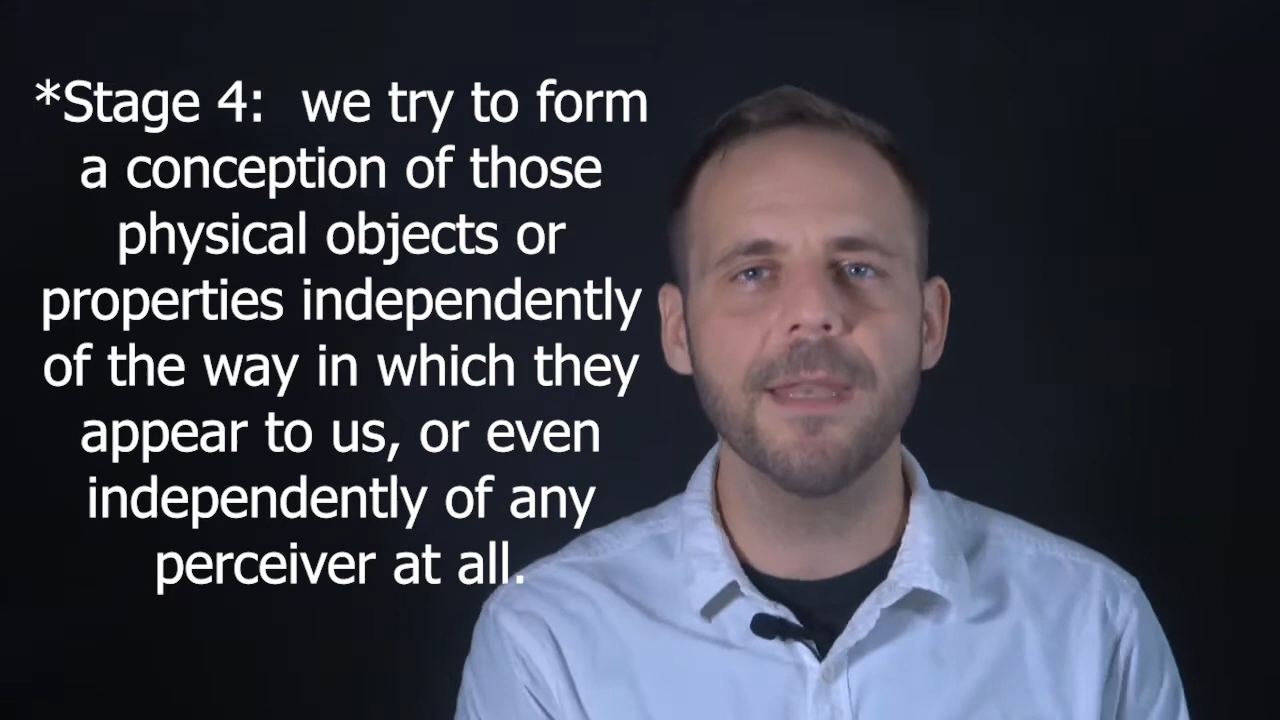 *Stage 4:  we try to form
a conception of those
physical objects or
properties independently
of the way in which they
appear to us, or even
independently of any
perceiver at all.